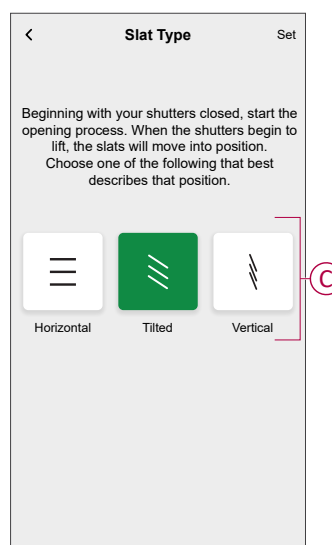 Slat Type
Set
Beginning with your shutters closed, start the
opening process. When the shutters begin to
lift, the slats will move into position.
Choose one of the following that best
describes that position.
Horizontal
Tilted
Vertical
C